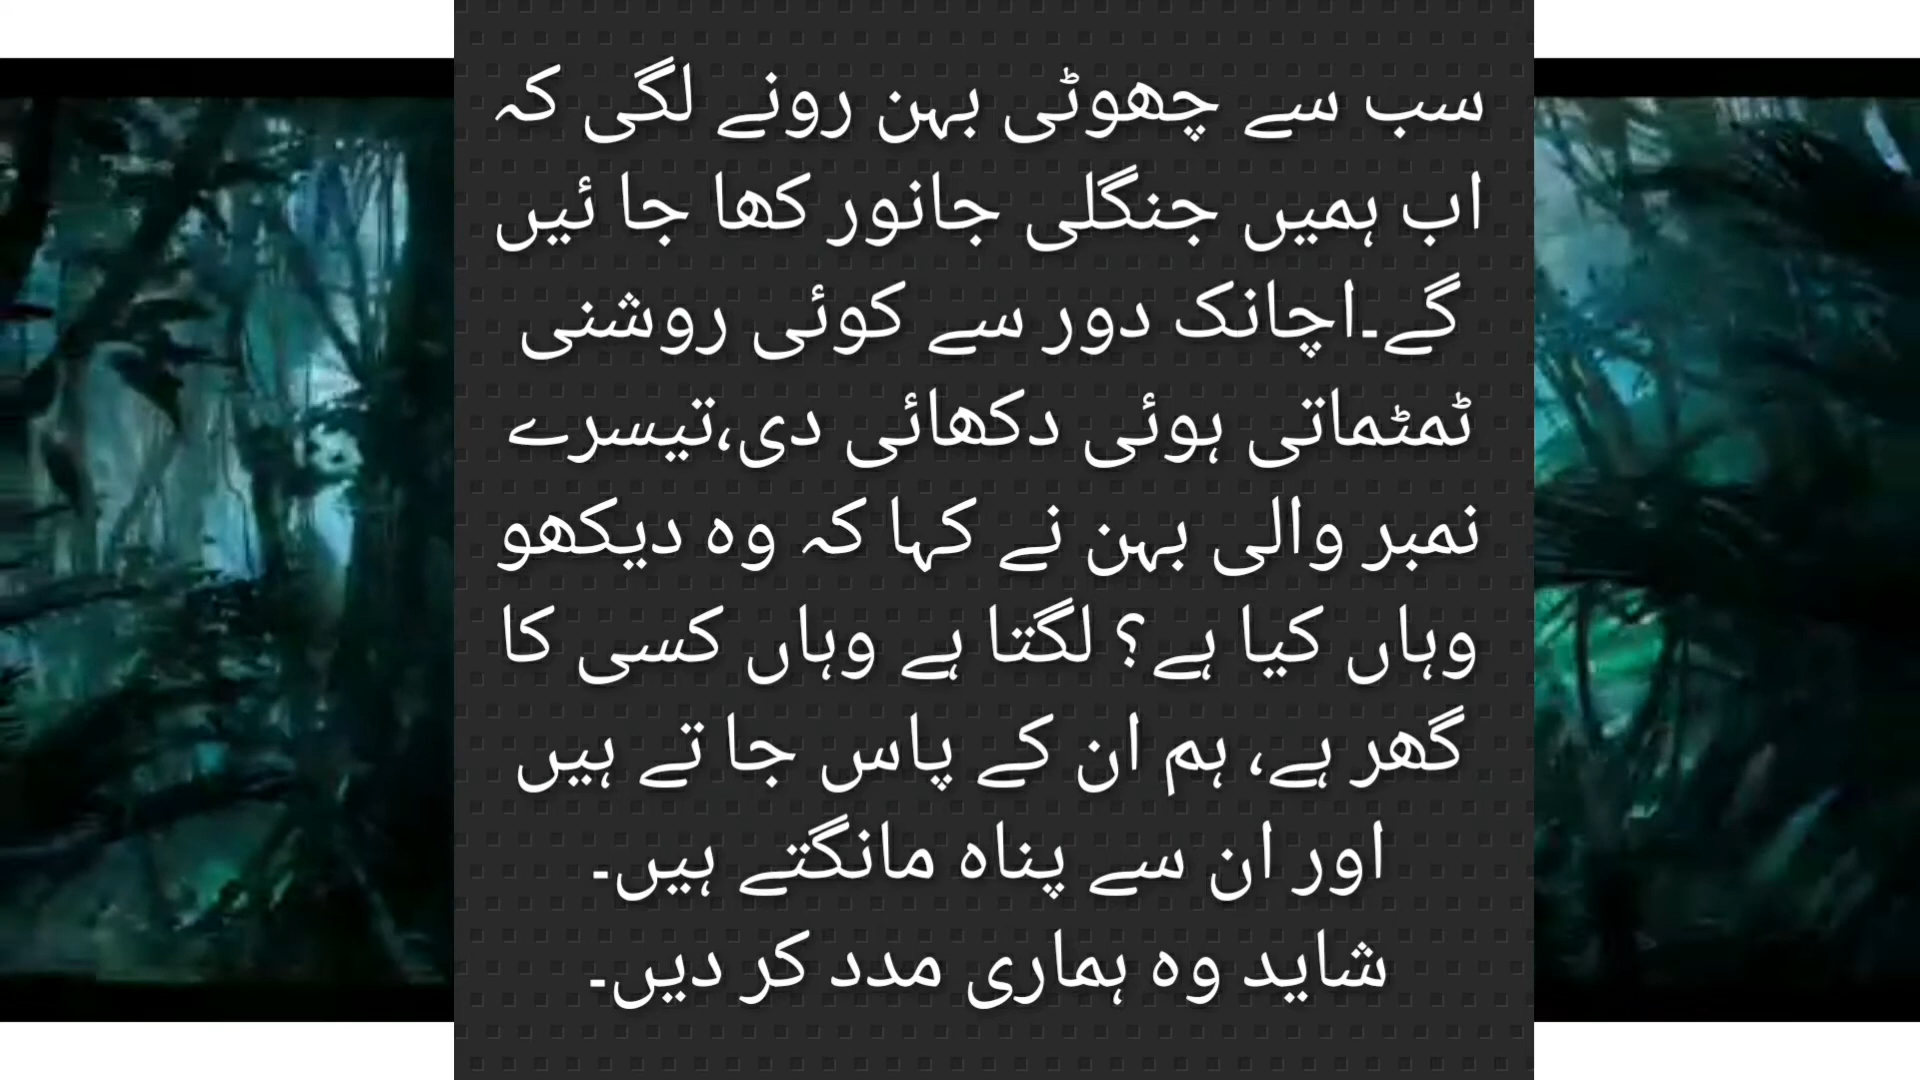 سب سے چھوٹی بہن رونے لگی کہ
اب ہمیں جنگلی جانور کھا جا ئیں
گے۔اچانک دور سے کوئی روشنی
ٹمٹماتی ہوئی دکھائی دی،تیسرے
نمبر والی بہن نے کہا کہ وہ دیکھو
وہاں کیا ہے؟ لگتا ہے وہاں کسی کا
گھر ہے، ہم ان کے پاس جا تے ہیں
اور ان سے پناہ مانگتے ہیں۔
شاید وہ ہماری مدد کر دیں۔